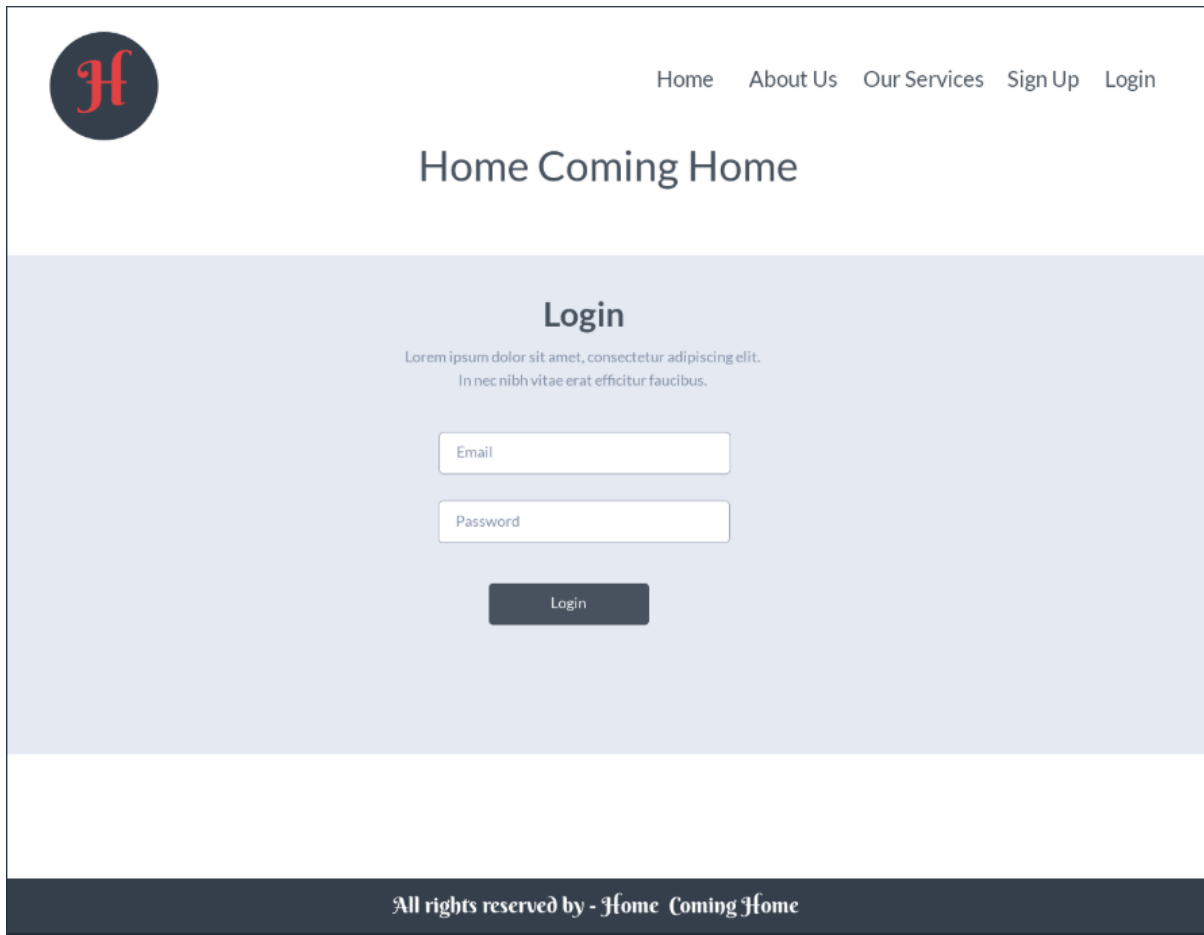 H
Home About Us Our Services Sign Up Login
Home Coming Home
Login
Lorem ipsum dolor sit amet, consectetur adipiscing elit.
In nec nibh vitae erat efficitur faucibus.
Email
Password
Login
All rights reserved by - Home Coming Home